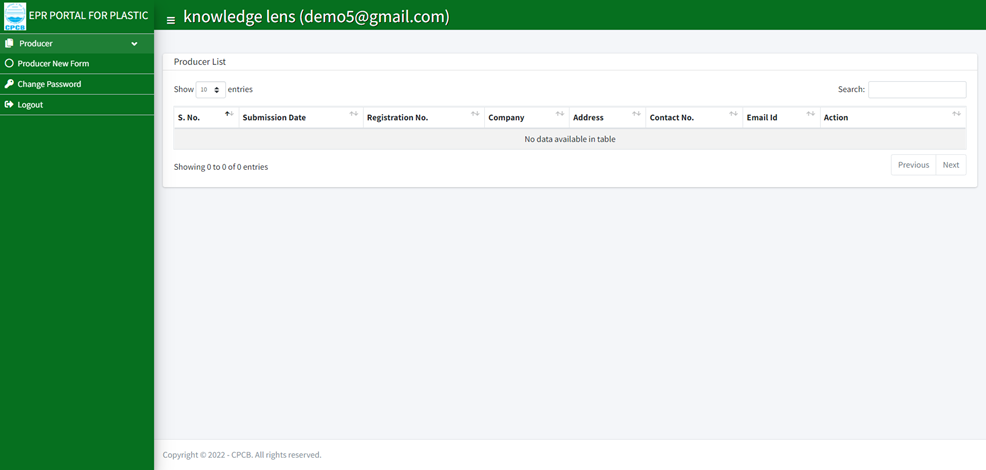 CPCB
EPR PORTAL FOR PLASTIC
knowledge lens (demo5@gmail.com)
Producer
Producer New Form
Change Password
Logout
Producer List
Show 10 entries
Search:
S. No. Submission Date Registration No. Company Address Contact No. Email Id Action
No data available in table
Showing 0 to 0 of 0 entries
Previous Next
Copyright © 2022 - CPCB. All rights reserved.